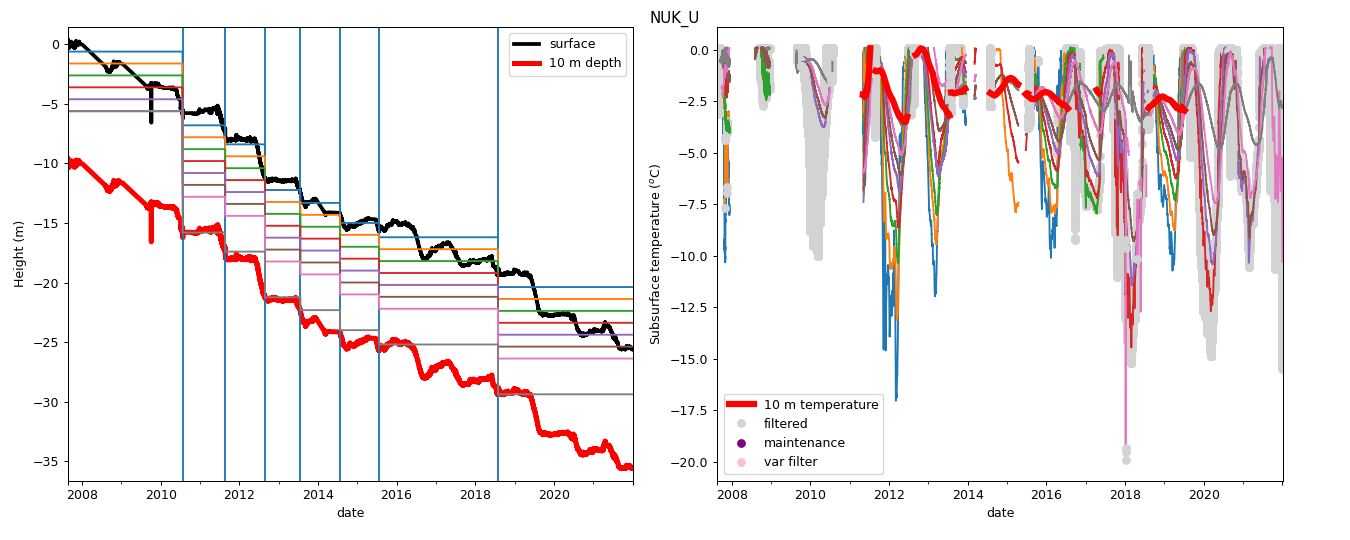 NUK_U
0
−5
−10
−15
−20
−25
−30
−35
Height (m)
2008
2010
2012
2014
2016
2018
2020
date
surface
10 m depth
0.0
−2.5
−5.0
−7.5
−10.0
−12.5
−15.0
−17.5
−20.0
Subsurface temperature (°C)
2008
2010
2012
2014
2016
2018
2020
date
10 m temperature
filtered
maintenance
var filter